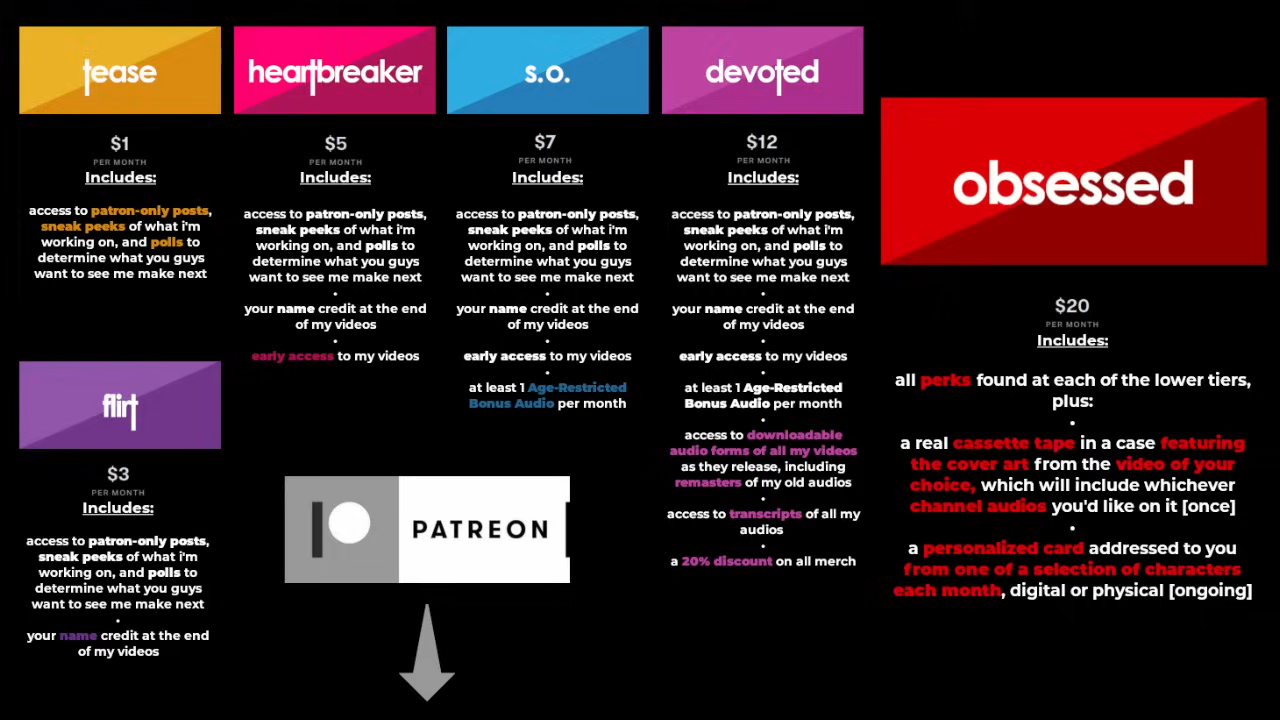 tease
$1
PER MONTH
Includes:
access to patron-only posts,
sneak peeks of what i'm
working on, and polls to
determine what you guys
want to see me make next
flirt
$3
PER MONTH
Includes:
access to patron-only posts,
sneak peeks of what i'm
working on, and polls to
determine what you guys
want to see me make next
•
your name credit at the end
of my videos
heartbreaker
$5
PER MONTH
Includes:
access to patron-only posts,
sneak peeks of what i'm
working on, and polls to
determine what you guys
want to see me make next
•
your name credit at the end
of my videos
•
early access to my videos
s.o.
$7
PER MONTH
Includes:
access to patron-only posts,
sneak peeks of what i'm
working on, and polls to
determine what you guys
want to see me make next
•
your name credit at the end
of my videos
•
early access to my videos
•
at least 1 Age-Restricted
Bonus Audio per month
PATREON
devoted
$12
PER MONTH
Includes:
access to patron-only posts,
sneak peeks of what i'm
working on, and polls to
determine what you guys
want to see me make next
•
your name credit at the end
of my videos
•
early access to my videos
•
at least 1 Age-Restricted
Bonus Audio per month
•
access to downloadable
audio forms of all my videos
as they release, including
remasters of my old audios
•
access to transcripts of all my
audios
•
a 20% discount on all merch
obsessed
$20
PER MONTH
Includes:
all perks found at each of the lower tiers,
plus:
•
a real cassette tape in a case featuring
the cover art from the video of your
choice, which will include whichever
channel audios you'd like on it [once]
•
a personalized card addressed to you
from one of a selection of characters
each month, digital or physical [ongoing]